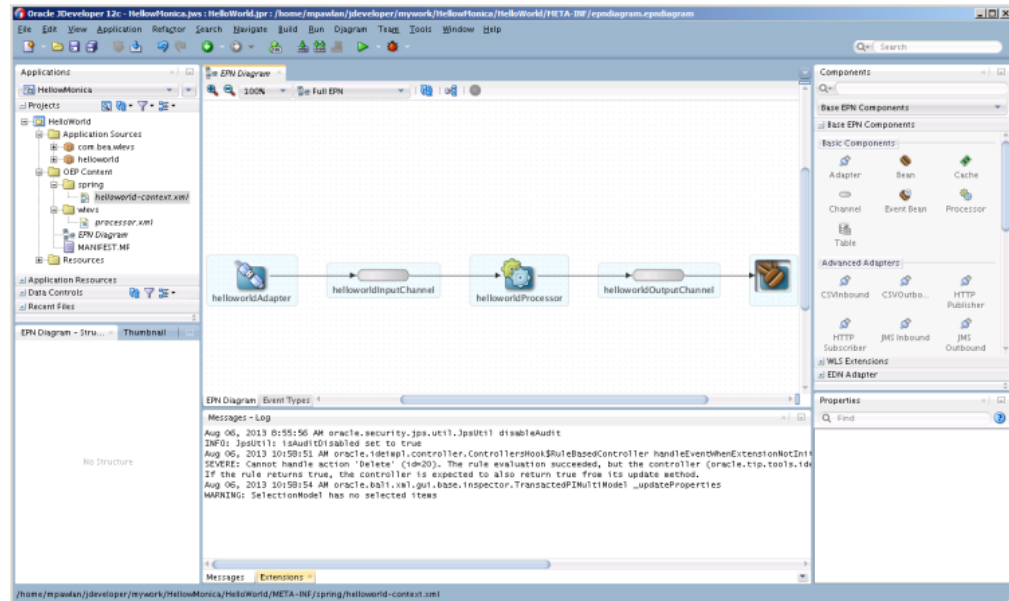 Oracle JDeveloper 12c - HellowMonica.jws : HelloWorld.jpr : /home/mpawlan/jdeveloper/mywork/HellowMonica/HelloWorld/META-INF/epndiagram.epndiagram
File Edit View Application Refactor Search Navigate Build Run Diagram Team Tools Window Help
Search
Applications
HellowMonica
Projects
HelloWorld
Application Sources
com.bea.wlevs
helloworld
OEP Content
spring
helloworld-context.xml
wlevs
processor.xml
EPN Diagram
MANIFEST.MF
Resources
Application Resources
Data Controls
Recent Files
EPN Diagram - Stru... Thumbnail
No Structure
EPN Diagram
100% Full EPN
helloworldAdapter
helloworldInputChannel
helloworldProcessor
helloworldOutputChannel
EPN Diagram Event Types
Messages - Log
Aug 06, 2013 8:55:56 AM oracle.security.jps.util.JpsUtil disableAudit
INFO: JpsUtil: isAuditDisabled set to true
Aug 06, 2013 10:58:51 AM oracle.ideimpl.controller.ControllersHook$RuleBasedController handleEventWhenExtensionNotInit
SEVERE: Cannot handle action 'Delete' (id=20). The rule evaluation succeeded, but the controller (oracle.tip.tools.ide
If the rule returns true, the controller is expected to also return true from its update method.
Aug 06, 2013 10:58:54 AM oracle.bali.xml.gui.base.inspector.TransactedPIMultiModel _updateProperties
WARNING: SelectionModel has no selected items
Messages Extensions
Components
Base EPN Components
Base EPN Components
Basic Components
Adapter Bean Cache
Channel Event Bean Processor
Table
Advanced Adapters
CSVInbound CSVOutbo... HTTP Publisher
HTTP Subscriber JMS Inbound JMS Outbound
WLS Extensions
EDN Adapter
Properties
Find
/home/mpawlan/jdeveloper/mywork/HellowMonica/HelloWorld/META-INF/spring/helloworld-context.xml